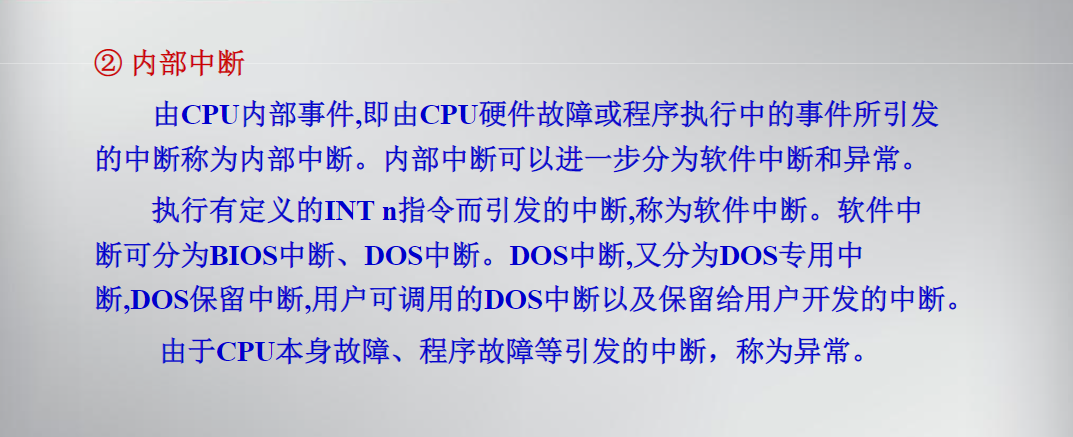 ② 内部中断
由CPU内部事件,即由CPU硬件故障或程序执行中的事件所引发
的中断称为内部中断。内部中断可以进一步分为软件中断和异常。
执行有定义的INT n指令而引发的中断,称为软件中断。软件中
断可分为BIOS中断、DOS中断。DOS中断,又分为DOS专用中
断,DOS保留中断,用户可调用的DOS中断以及保留给用户开发的中断。
由于CPU本身故障、程序故障等引发的中断，称为异常。